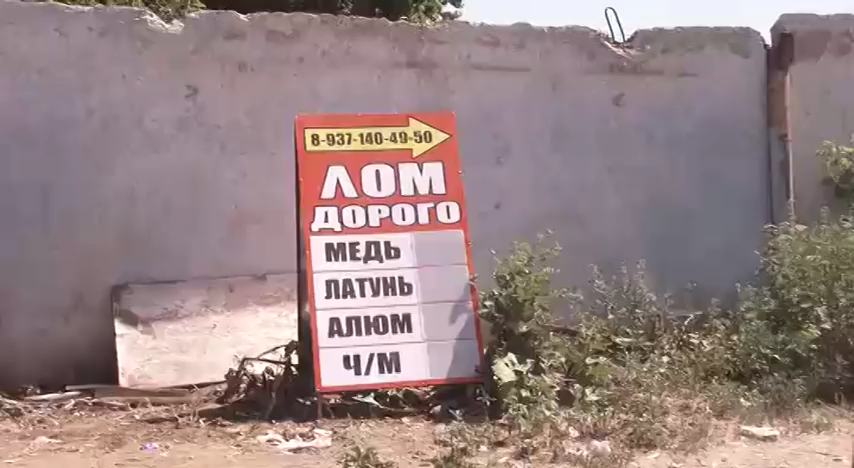 8-937-140-49-50
ЛОМ
ДОРОГО
МЕДЬ
ЛАТУНЬ
АЛЮМ
Ч/М